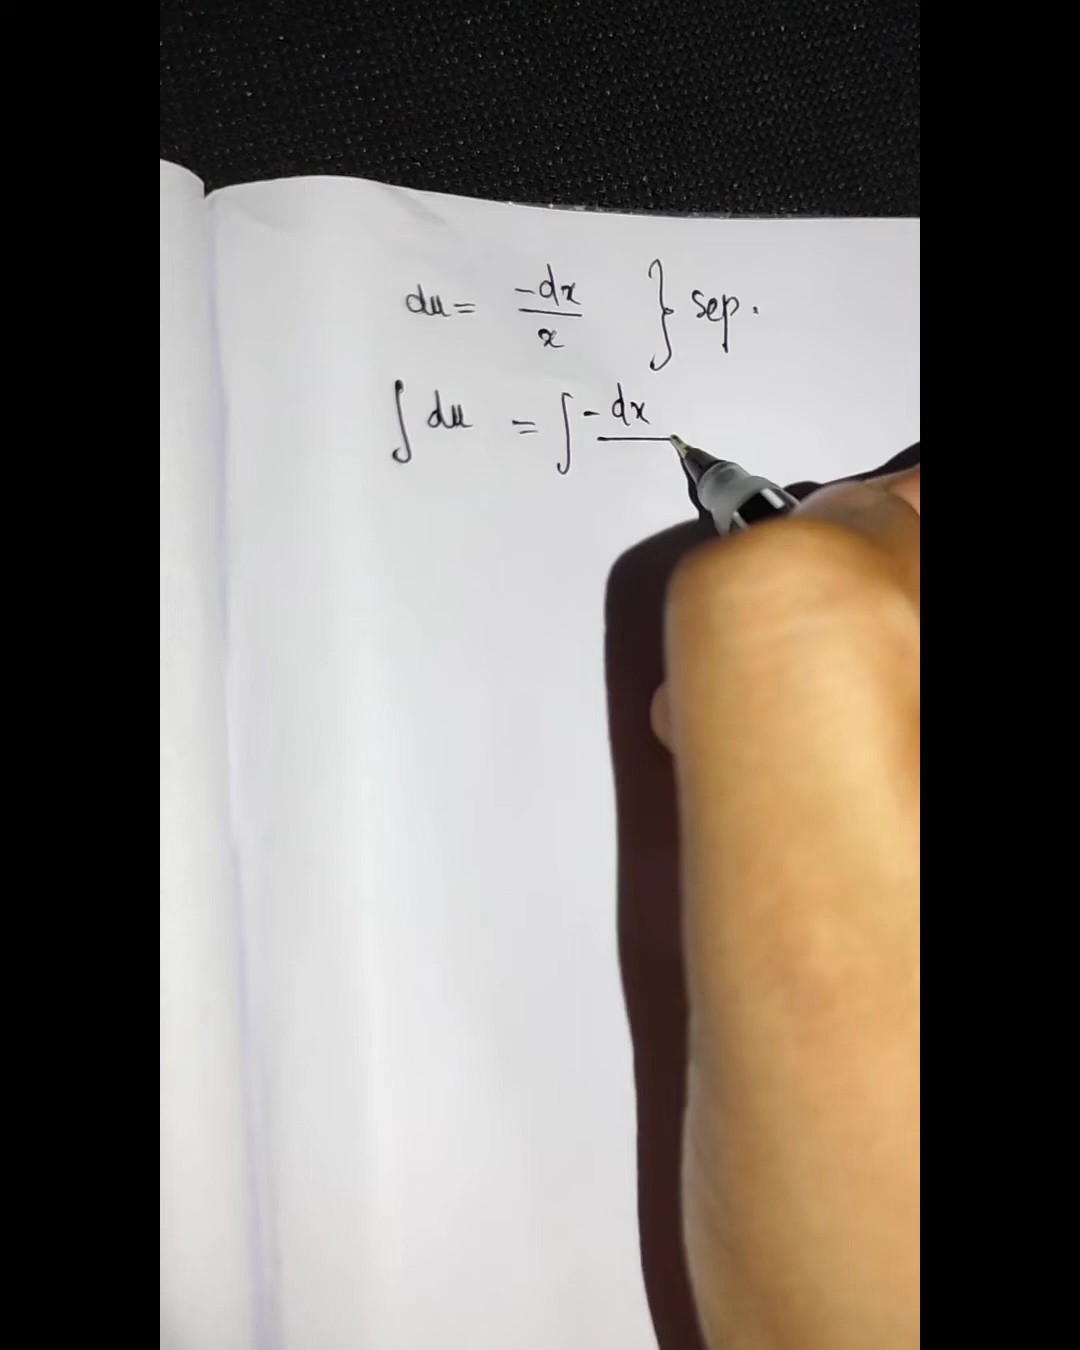 du = -dx/x } sep.
∫ du = ∫ -dx